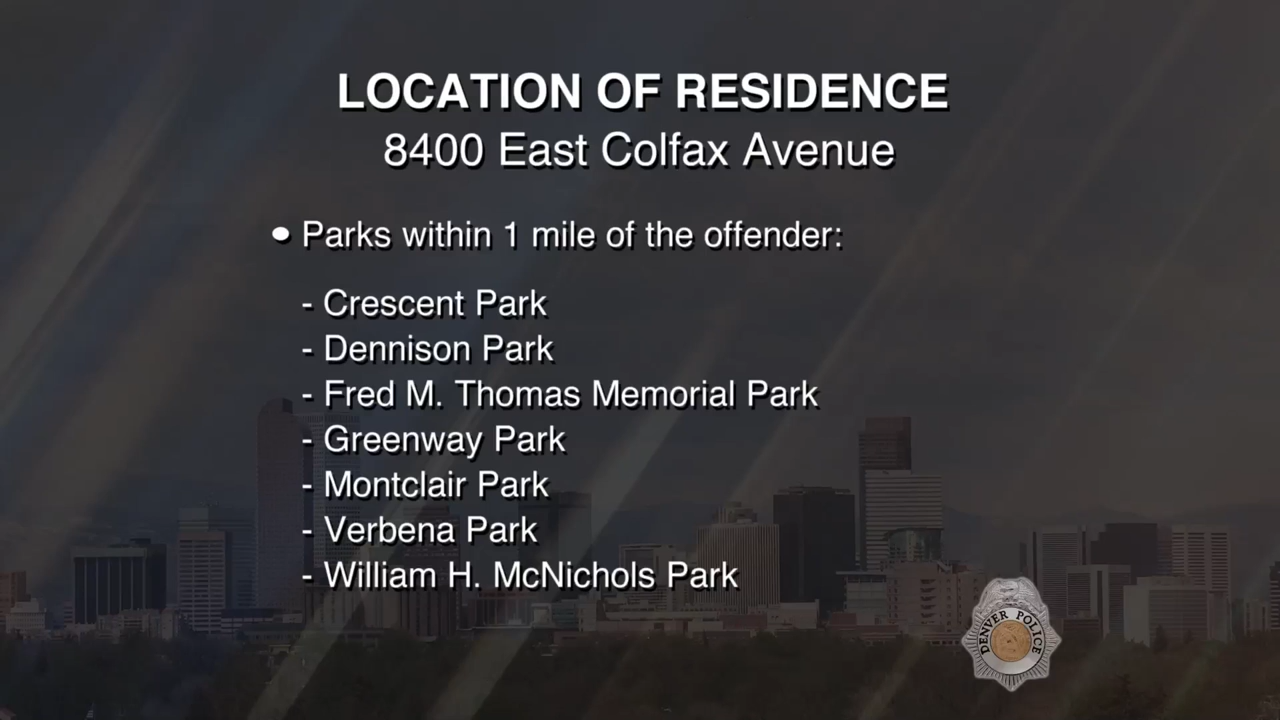 LOCATION OF RESIDENCE
8400 East Colfax Avenue
• Parks within 1 mile of the offender:
- Crescent Park
- Dennison Park
- Fred M. Thomas Memorial Park
- Greenway Park
- Montclair Park
- Verbena Park
- William H. McNichols Park
DENVER POLICE